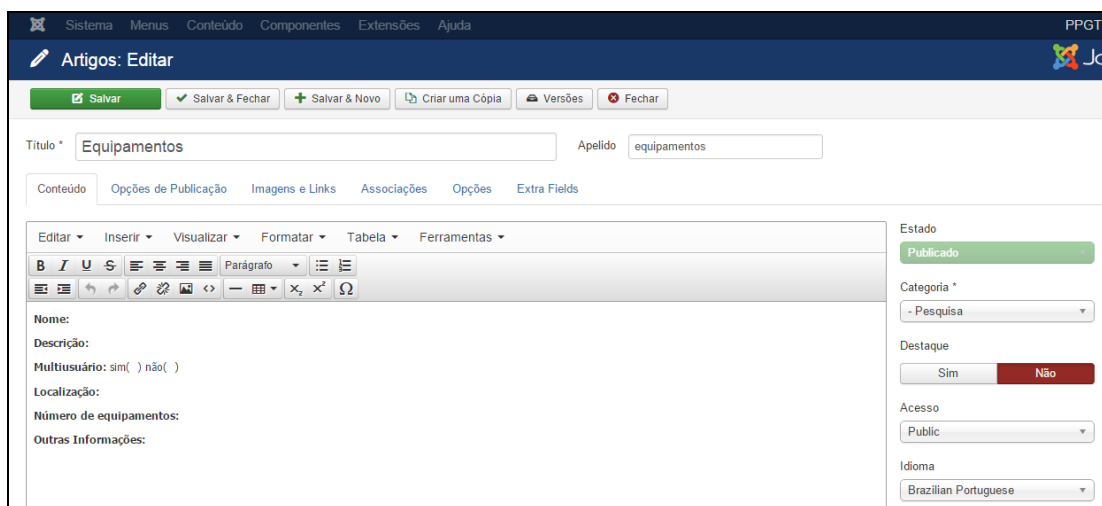 Sistema Menus Conteúdo Componentes Extensões Ajuda PPGT
Artigos: Editar Jo
Salvar Salvar & Fechar Salvar & Novo Criar uma Cópia Versões Fechar
Título * Equipamentos Apelido equipamentos
Conteúdo Opções de Publicação Imagens e Links Associações Opções Extra Fields
Editar Inserir Visualizar Formatar Tabela Ferramentas
B I U S Parágrafo
X₂ X² Ω
Nome:
Descrição:
Multiusuário: sim( ) não( )
Localização:
Número de equipamentos:
Outras Informações:
Estado
Publicado
Categoria *
- Pesquisa
Destaque
Sim Não
Acesso
Public
Idioma
Brazilian Portuguese